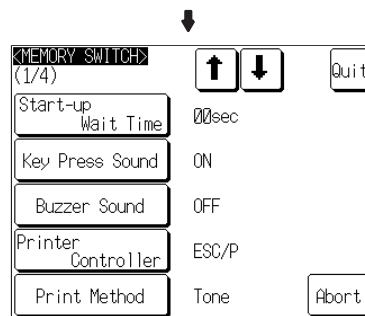 <MEMORY SWITCH>
(1/4)
Quit
Start-up
Wait Time
00sec
Key Press Sound
ON
Buzzer Sound
OFF
Printer
Controller
ESC/P
Print Method
Tone
Abort